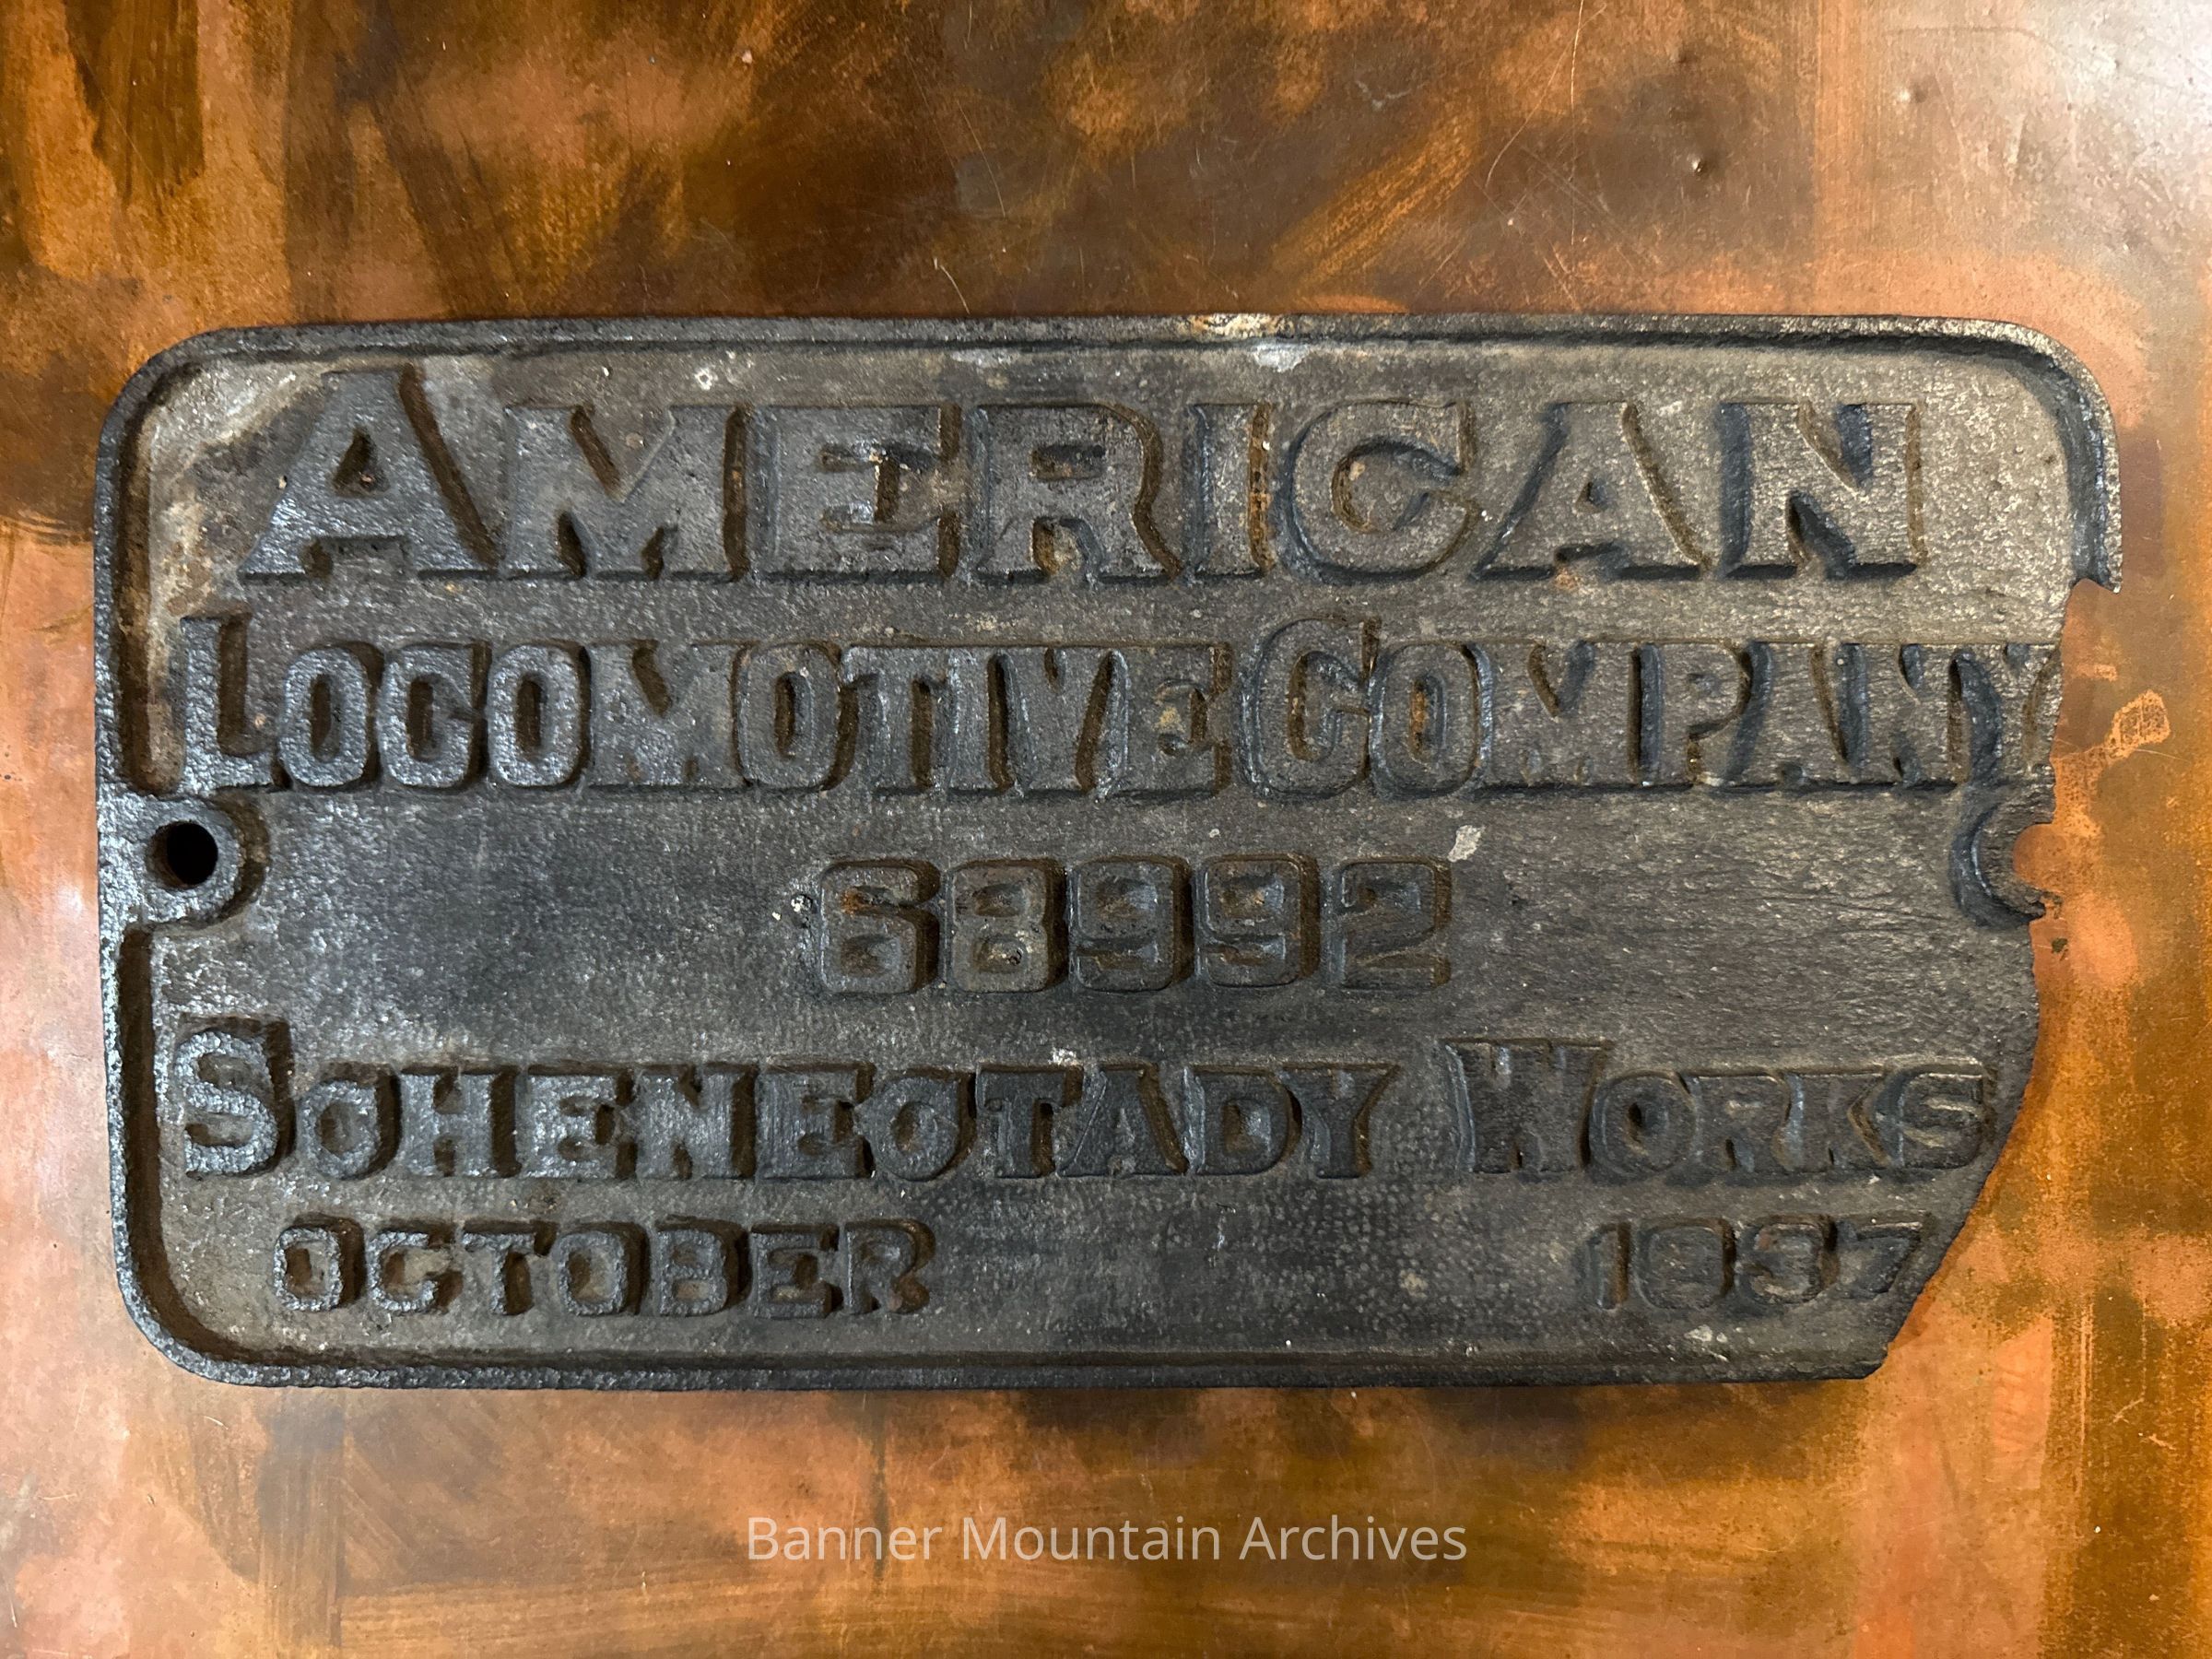 AMERICAN
LOCOMOTIVE COMPANY
68992
SCHENECTADY WORKS
OCTOBER 1937
Banner Mountain Archives